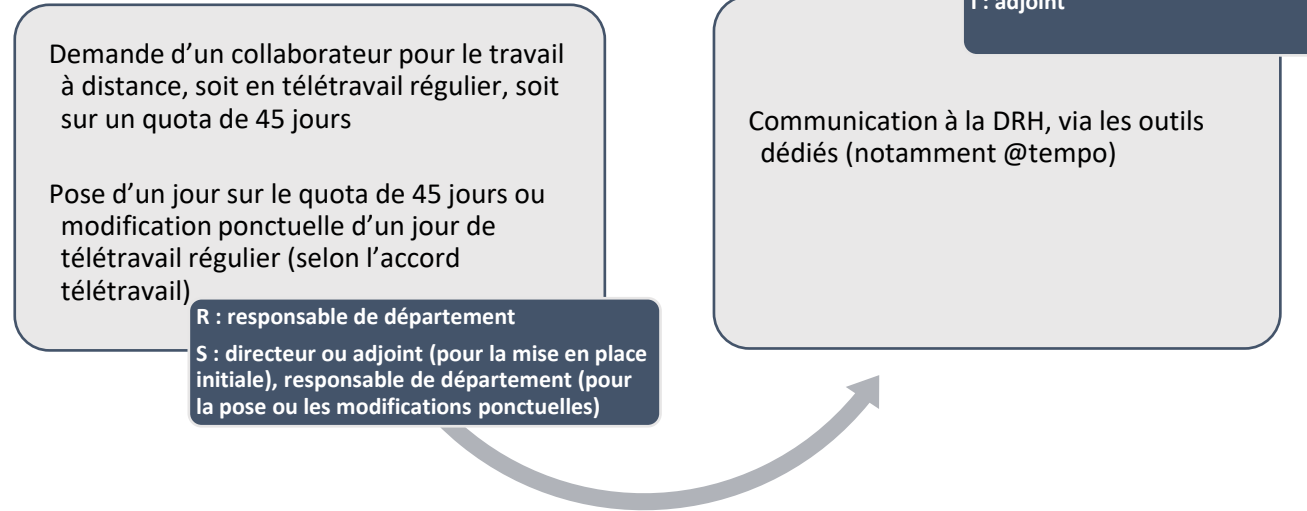 Demande d’un collaborateur pour le travail
à distance, soit en télétravail régulier, soit
sur un quota de 45 jours
Pose d’un jour sur le quota de 45 jours ou
modification ponctuelle d’un jour de
télétravail régulier (selon l’accord
télétravail)
R : responsable de département
S : directeur ou adjoint (pour la mise en place
initiale), responsable de département (pour
la pose ou les modifications ponctuelles)
I : adjoint
Communication à la DRH, via les outils
dédiés (notamment @tempo)